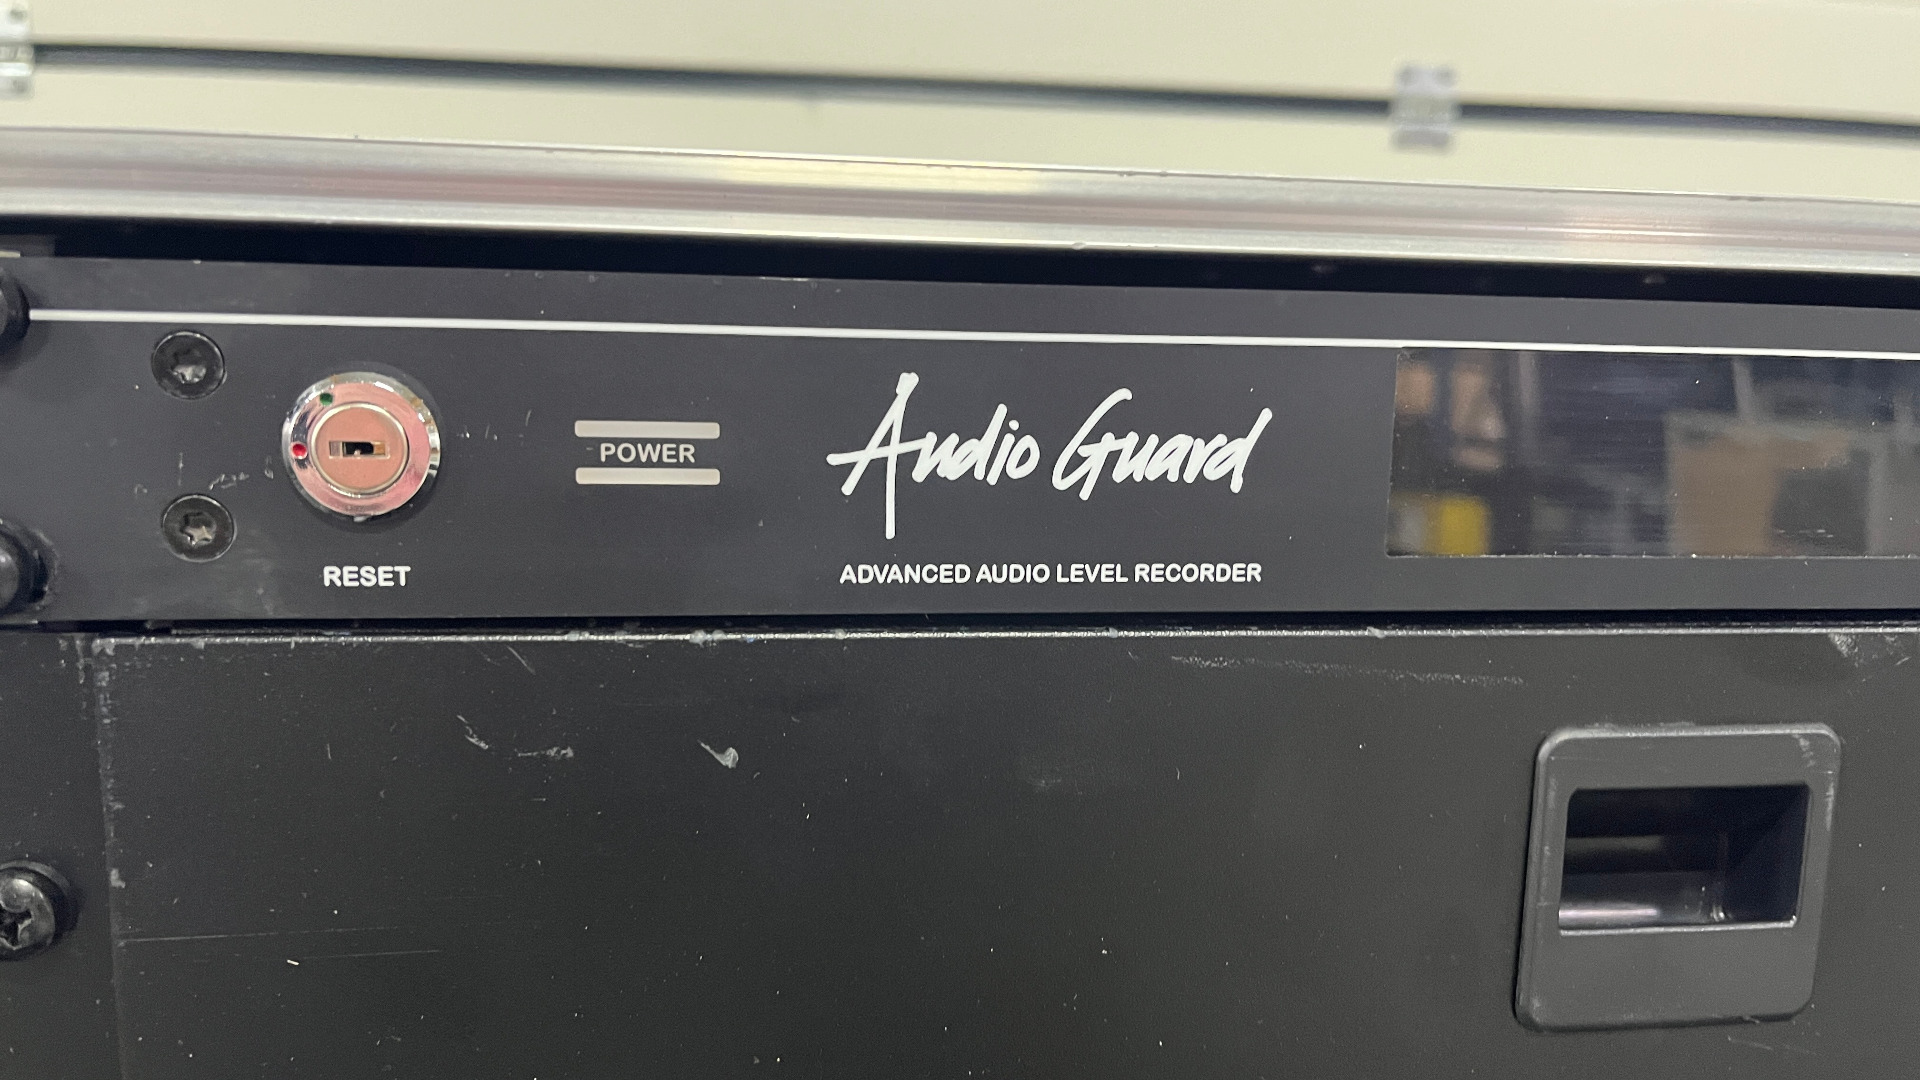 POWER
Audio Guard
RESET
ADVANCED AUDIO LEVEL RECORDER